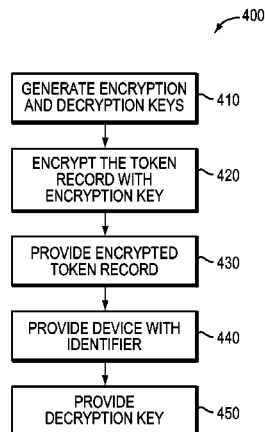 400
GENERATE ENCRYPTION
AND DECRYPTION KEYS
410
ENCRYPT THE TOKEN
RECORD WITH
ENCRYPTION KEY
420
PROVIDE ENCRYPTED
TOKEN RECORD
430
PROVIDE DEVICE WITH
IDENTIFIER
440
PROVIDE
DECRYPTION KEY
450